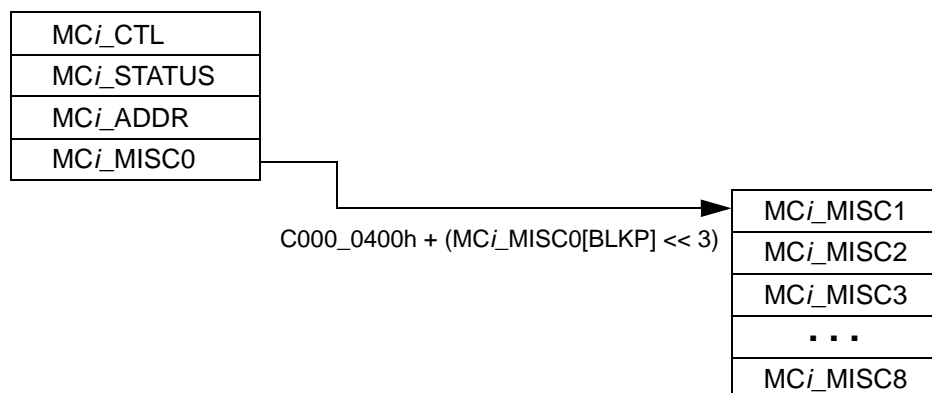 MCi_CTL
MCi_STATUS
MCi_ADDR
MCi_MISC0
C000_0400h + (MCi_MISC0[BLKP] << 3)
MCi_MISC1
MCi_MISC2
MCi_MISC3
. . .
MCi_MISC8